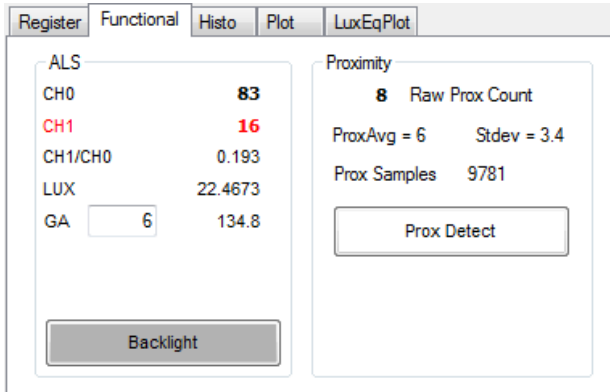 Register Functional Histo Plot LuxEqPlot
ALS
CH0 83
CH1 16
CH1/CH0 0.193
LUX 22.4673
GA 6 134.8
Backlight
Proximity
8 Raw Prox Count
ProxAvg = 6 Stdev = 3.4
Prox Samples 9781
Prox Detect